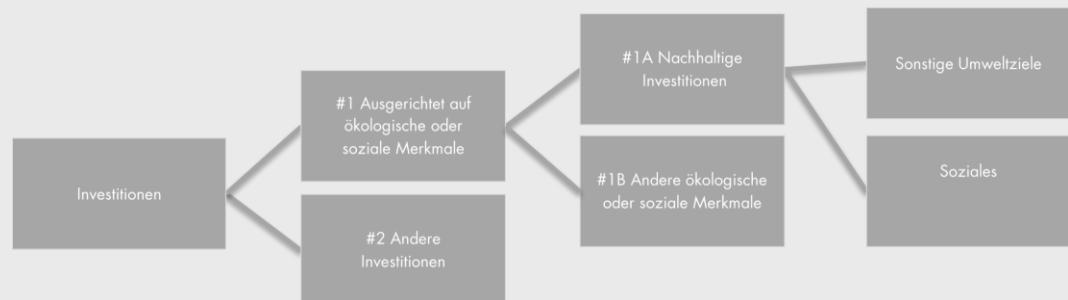 Investitionen
#1 Ausgerichtet auf
ökologische oder
soziale Merkmale
#2 Andere
Investitionen
#1A Nachhaltige
Investitionen
#1B Andere ökologische
oder soziale Merkmale
Sonstige Umweltziele
Soziales